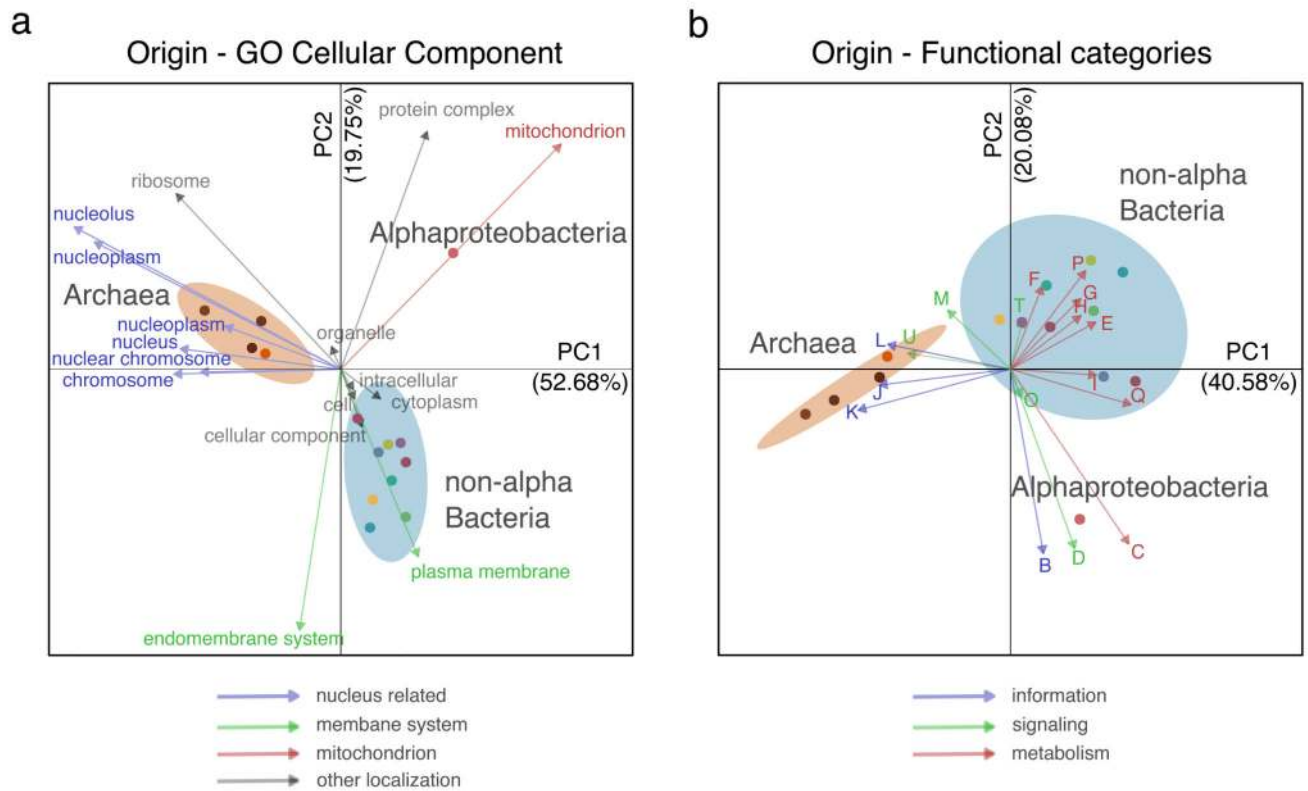 a
Origin - GO Cellular Component
PC2
(19.75%)
protein complex
mitochondrion
ribosome
nucleolus
nucleoplasm
Alphaproteobacteria
Archaea
nucleoplasm
nucleus
nuclear chromosome
chromosome
organelle
PC1
(52.68%)
intracellular
cytoplasm
cell
cellular component
non-alpha
Bacteria
plasma membrane
endomembrane system
nucleus related
membane system
mitochondrion
other localization
b
Origin - Functional categories
PC2
(20.08%)
non-alpha
Bacteria
P
F
G
M
T
H
E
U
L
Archaea
PC1
(40.58%)
I
J
Q
O
K
Alphaproteobacteria
C
D
B
information
signaling
metabolism